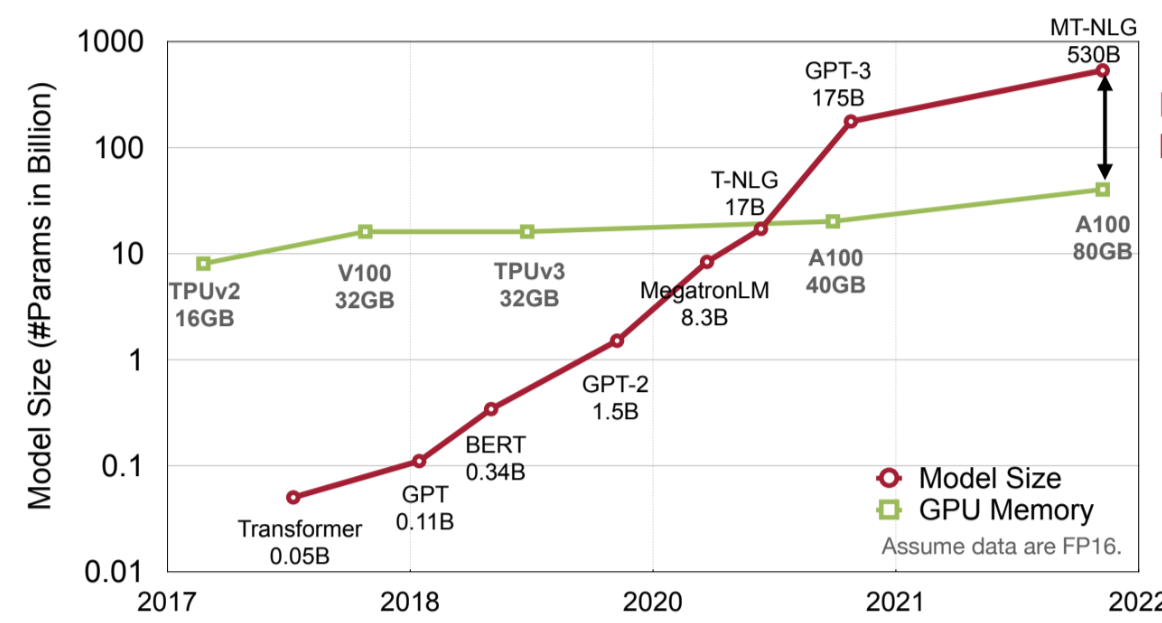 Model Size (#Params in Billion)
1000
100
10
1
0.1
0.01
2017
2018
2020
2021
2022
MT-NLG
530B
GPT-3
175B
T-NLG
17B
MegatronLM
8.3B
GPT-2
1.5B
BERT
0.34B
GPT
0.11B
Transformer
0.05B
TPUv2
16GB
V100
32GB
TPUv3
32GB
A100
40GB
A100
80GB
Model Size
GPU Memory
Assume data are FP16.